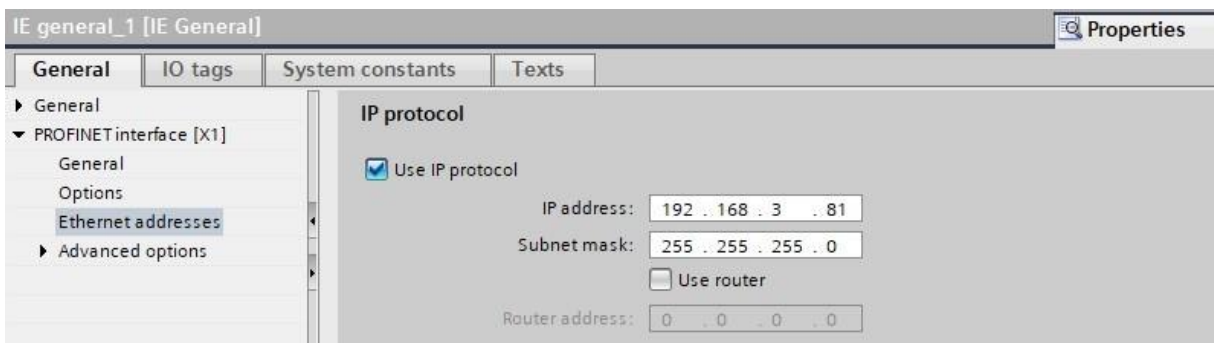 IE general_1 [IE General]
Properties
General IO tags System constants Texts
General
PROFINET interface [X1]
General
Options
Ethernet addresses
Advanced options
IP protocol
Use IP protocol
IP address: 192 . 168 . 3 . 81
Subnet mask: 255 . 255 . 255 . 0
Use router
Router address: 0 . 0 . 0 . 0